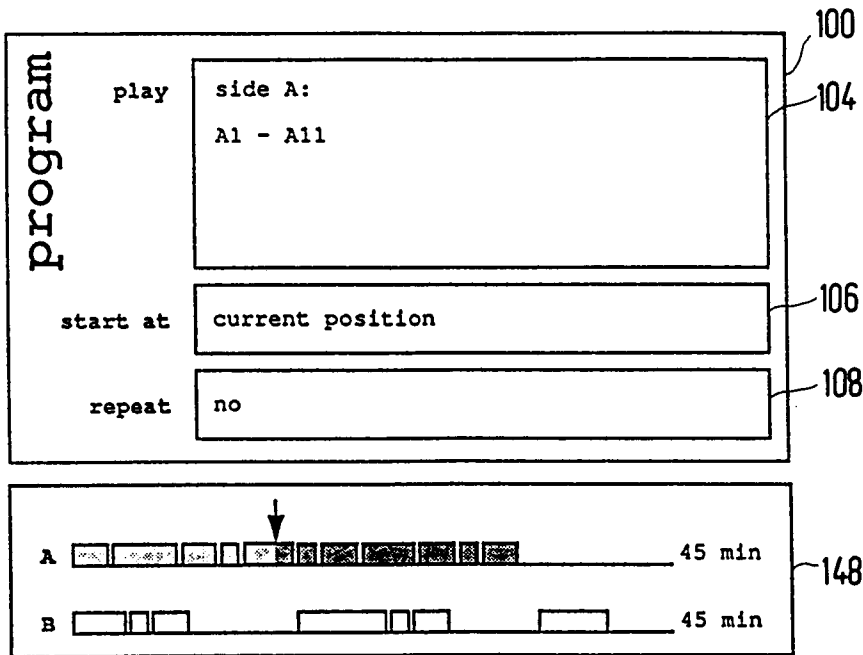 100
program
play
side A:
104
A1 - A11
start at
current position
106
repeat
no
108
A
45 min
148
B
45 min